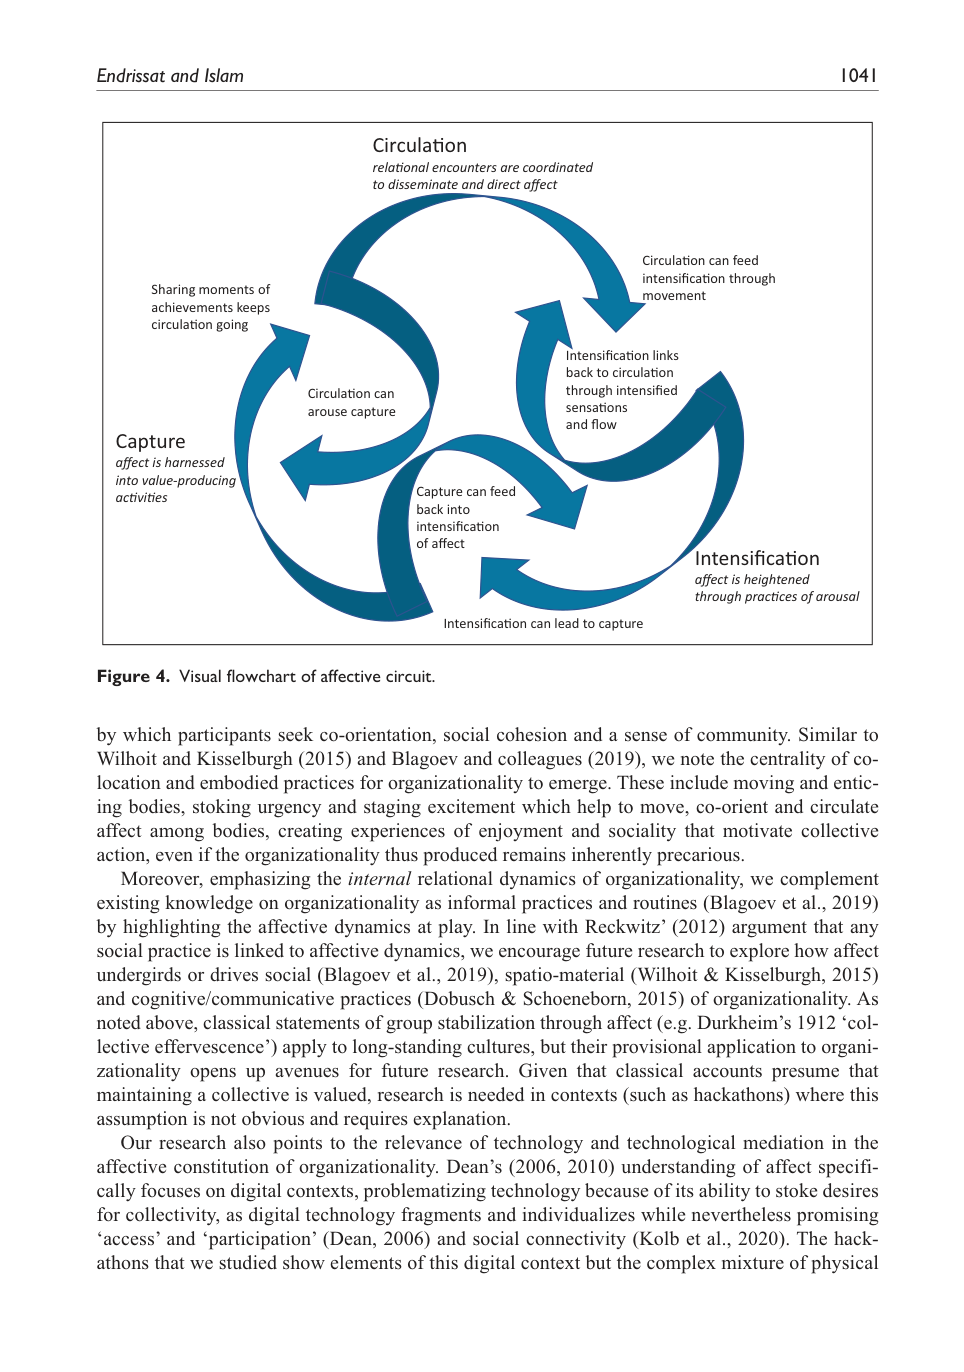 Endrissat and Islam 1041
Circulation
relational encounters are coordinated
to disseminate and direct affect
Circulation can feed
intensification through
movement
Sharing moments of
achievements keeps
circulation going
Intensification links
back to circulation
through intensified
sensations
and flow
Circulation can
arouse capture
Capture
affect is harnessed
into value-producing
activities
Capture can feed
back into
intensification
of affect
Intensification
affect is heightened
through practices of arousal
Intensification can lead to capture
Figure 4. Visual flowchart of affective circuit.
by which participants seek co-orientation, social cohesion and a sense of community. Similar to
Wilhoit and Kisselburgh (2015) and Blagoev and colleagues (2019), we note the centrality of co-
location and embodied practices for organizationality to emerge. These include moving and entic-
ing bodies, stoking urgency and staging excitement which help to move, co-orient and circulate
affect among bodies, creating experiences of enjoyment and sociality that motivate collective
action, even if the organizationality thus produced remains inherently precarious.
Moreover, emphasizing the internal relational dynamics of organizationality, we complement
existing knowledge on organizationality as informal practices and routines (Blagoev et al., 2019)
by highlighting the affective dynamics at play. In line with Reckwitz’ (2012) argument that any
social practice is linked to affective dynamics, we encourage future research to explore how affect
undergirds or drives social (Blagoev et al., 2019), spatio-material (Wilhoit & Kisselburgh, 2015)
and cognitive/communicative practices (Dobusch & Schoeneborn, 2015) of organizationality. As
noted above, classical statements of group stabilization through affect (e.g. Durkheim’s 1912 ‘col-
lective effervescence’) apply to long-standing cultures, but their provisional application to organi-
zationality opens up avenues for future research. Given that classical accounts presume that
maintaining a collective is valued, research is needed in contexts (such as hackathons) where this
assumption is not obvious and requires explanation.
Our research also points to the relevance of technology and technological mediation in the
affective constitution of organizationality. Dean’s (2006, 2010) understanding of affect specifi-
cally focuses on digital contexts, problematizing technology because of its ability to stoke desires
for collectivity, as digital technology fragments and individualizes while nevertheless promising
‘access’ and ‘participation’ (Dean, 2006) and social connectivity (Kolb et al., 2020). The hack-
athons that we studied show elements of this digital context but the complex mixture of physical